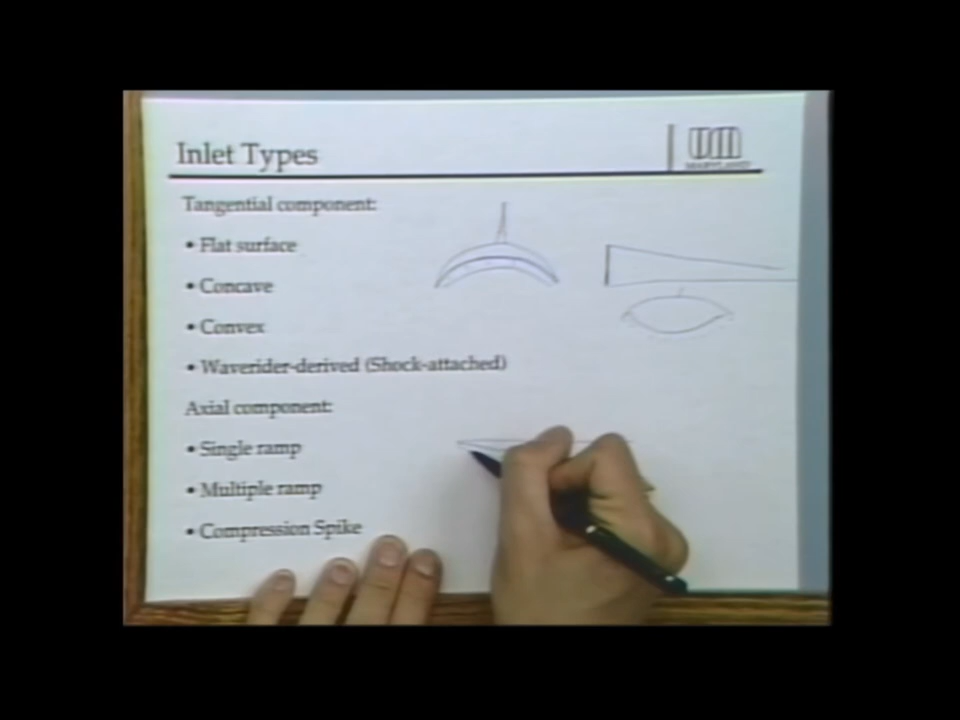 Inlet Types
MARYLAND
Tangential component:
• Flat surface
• Concave
• Convex
• Waverider-derived (Shock-attached)
Axial component:
• Single ramp
• Multiple ramp
• Compression Spike